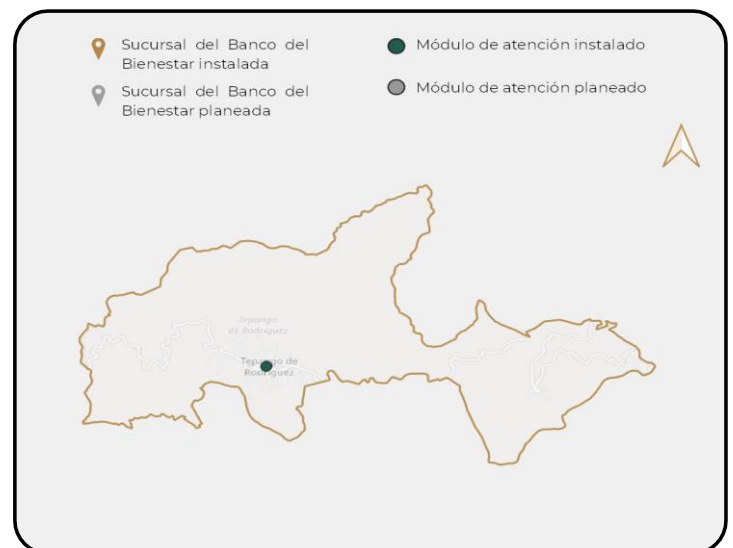 Sucursal del Banco del
Bienestar instalada
Sucursal del Banco del
Bienestar planeada
Módulo de atención instalado
Módulo de atención planeado
Tepango
de Rodríguez
Tepango de
Rodríguez